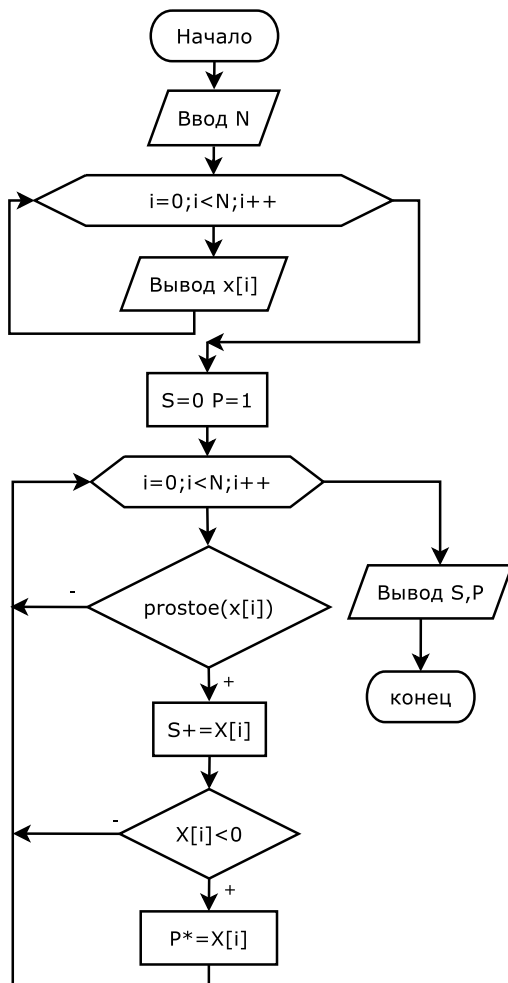 Начало
Ввод N
i=0;i<N;i++
Вывод x[i]
S=0 P=1
i=0;i<N;i++
prostoe(x[i])
-
+
Вывод S,P
S+=X[i]
конец
X[i]<0
-
+
P*=X[i]